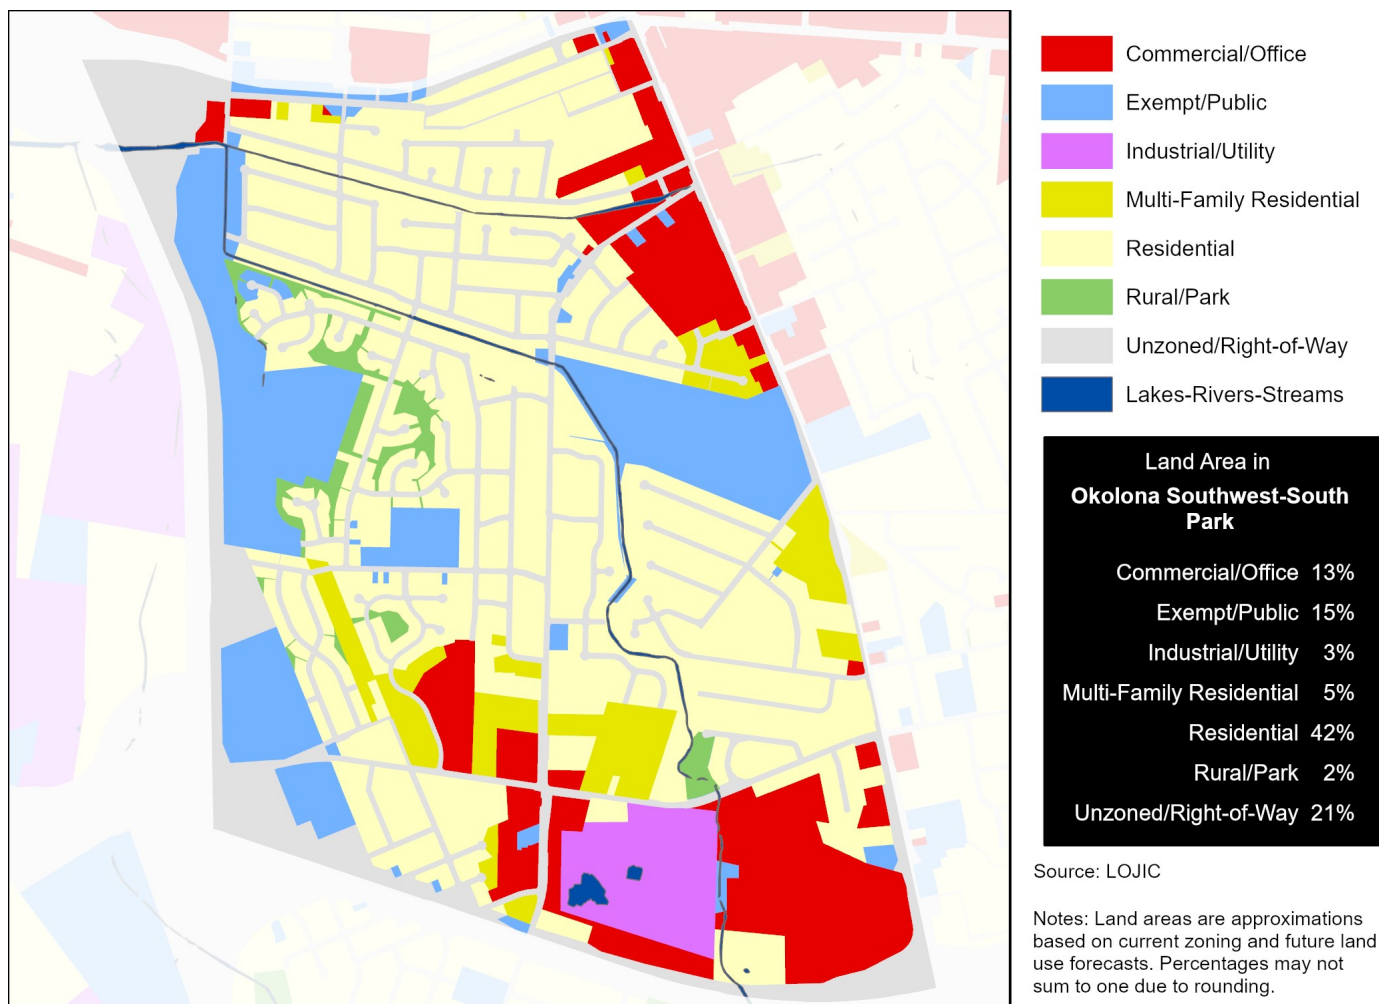 Commercial/Office
Exempt/Public
Industrial/Utility
Multi-Family Residential
Residential
Rural/Park
Unzoned/Right-of-Way
Lakes-Rivers-Streams
Land Area in
Okolona Southwest-South
Park
Commercial/Office 13%
Exempt/Public 15%
Industrial/Utility 3%
Multi-Family Residential 5%
Residential 42%
Rural/Park 2%
Unzoned/Right-of-Way 21%
Source: LOJIC
Notes: Land areas are approximations
based on current zoning and future land
use forecasts. Percentages may not
sum to one due to rounding.